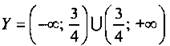 Y = (-∞; 3/4) ⋃ (3/4; +∞)